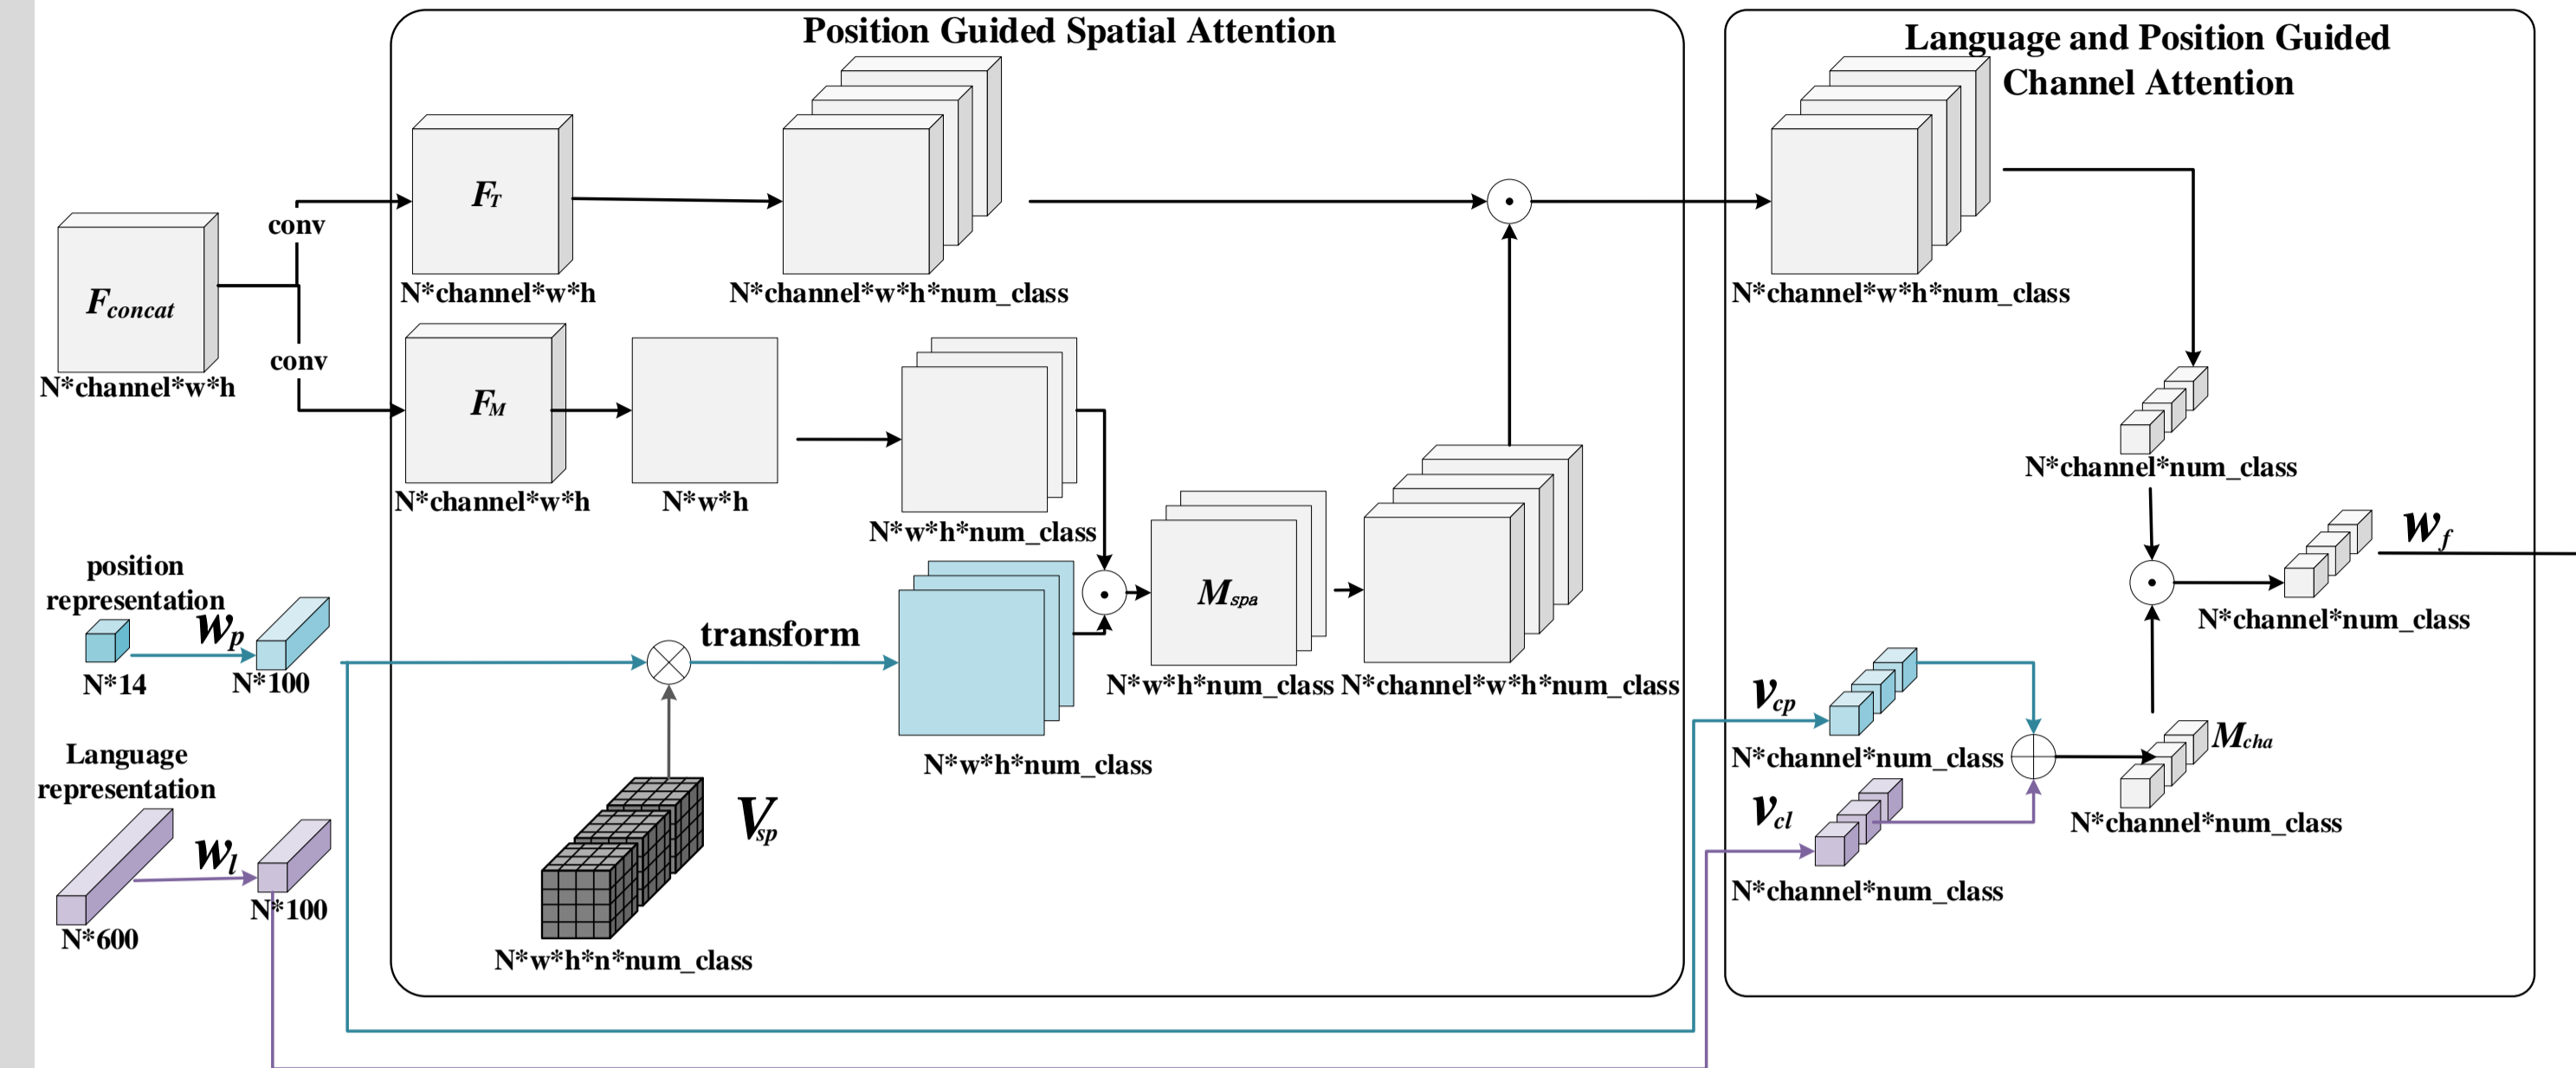 Position Guided Spatial Attention
Language and Position Guided
Channel Attention
F_T
conv
F_concat
N*channel*w*h
N*channel*w*h
N*channel*w*h*num_class
N*channel*w*h*num_class
conv
F_M
N*channel*w*h
N*w*h
N*w*h*num_class
N*channel*num_class
position
representation
W_p
N*14
N*100
transform
M_spa
N*w*h*num_class
N*channel*w*h*num_class
W_f
N*channel*num_class
Language
representation
W_l
N*600
N*100
V_sp
N*w*h*num_class
N*w*h*n*num_class
v_cp
N*channel*num_class
v_cl
N*channel*num_class
M_cha
N*channel*num_class